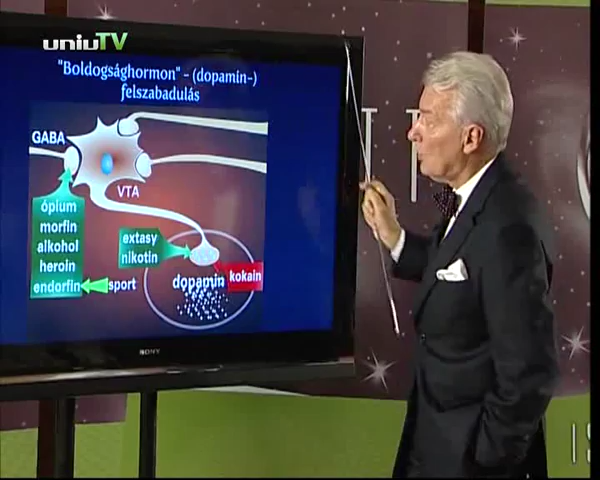 uniuTV
"Boldogsághormon" – (dopamin-)
felszabadulás
GABA
VTA
ópium
morfin
alkohol
heroin
endorfin
sport
extasy
nikotin
kokain
dopamin
SONY